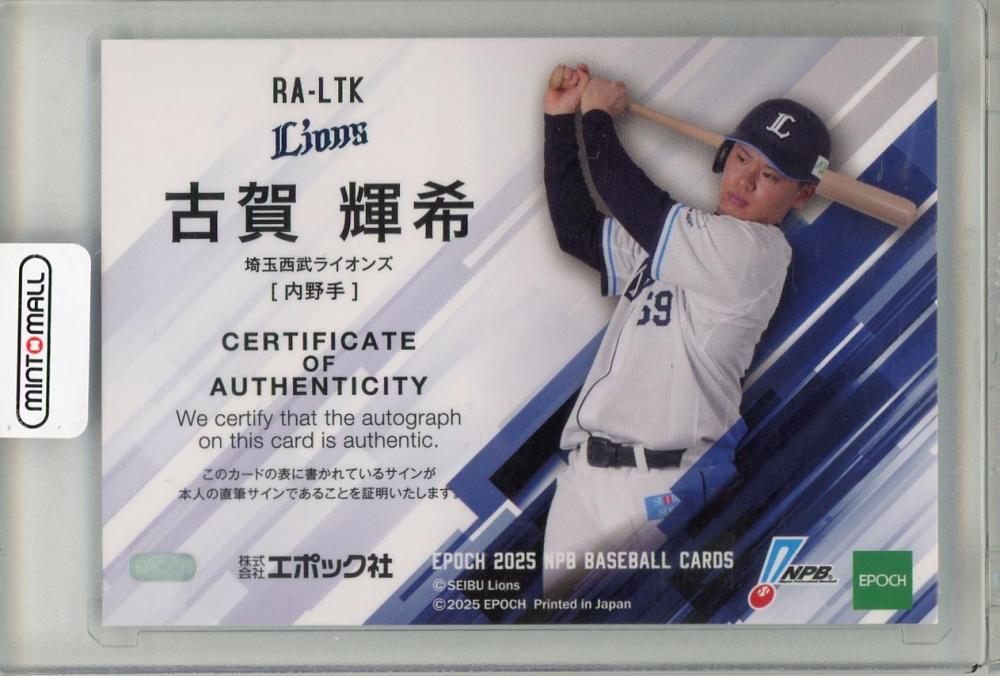 RA-LTK
Lions
古賀 輝希
埼玉西武ライオンズ
[ 内野手 ]
CERTIFICATE
OF
AUTHENTICITY
We certify that the autograph
on this card is authentic.
このカードの表に書かれているサインが
本人の直筆サインであることを証明いたします。
株式会社エポック社
EPOCH 2025 NPB BASEBALL CARDS
©SEIBU Lions
©2025 EPOCH Printed in Japan
NPB
EPOCH
MINTOMALL
L
69